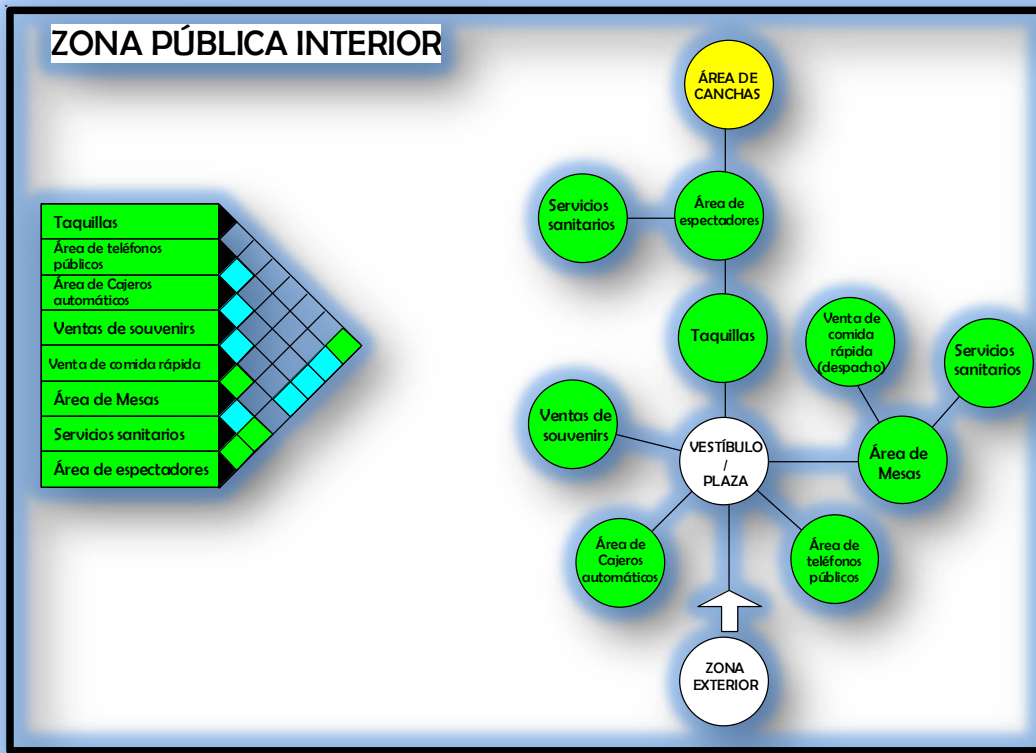 ZONA PÚBLICA INTERIOR
Taquillas
Área de teléfonos
públicos
Área de Cajeros
automáticos
Ventas de souvenirs
Venta de comida rápida
Área de Mesas
Servicios sanitarios
Área de espectadores
ÁREA DE
CANCHAS
Servicios
sanitarios
Área de
espectadores
Taquillas
Venta de
comida
rápida
(despacho)
Servicios
sanitarios
Ventas de
souvenirs
VESTÍBULO
/
PLAZA
Área de
Mesas
Área de
Cajeros
automáticos
Área de
teléfonos
públicos
ZONA
EXTERIOR